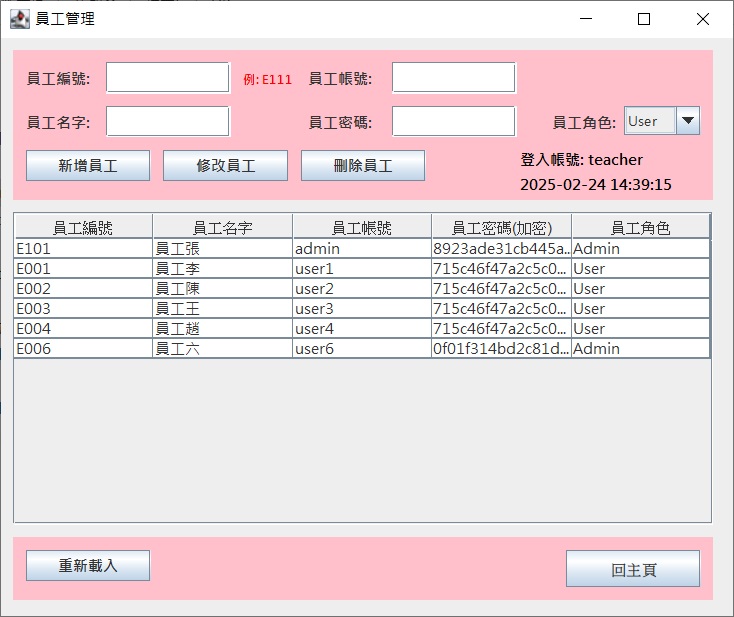 員工管理
員工編號: 例: E111 員工帳號:
員工名字: 員工密碼: 員工角色: User
新增員工 修改員工 刪除員工 登入帳號: teacher
2025-02-24 14:39:15
員工編號 員工名字 員工帳號 員工密碼(加密) 員工角色
E101 員工張 admin 8923ade31cb445a... Admin
E001 員工李 user1 715c46f47a2c5c0... User
E002 員工陳 user2 715c46f47a2c5c0... User
E003 員工王 user3 715c46f47a2c5c0... User
E004 員工趙 user4 715c46f47a2c5c0... User
E006 員工六 user6 0f01f314bd2c81d... Admin
重新載入 回主頁